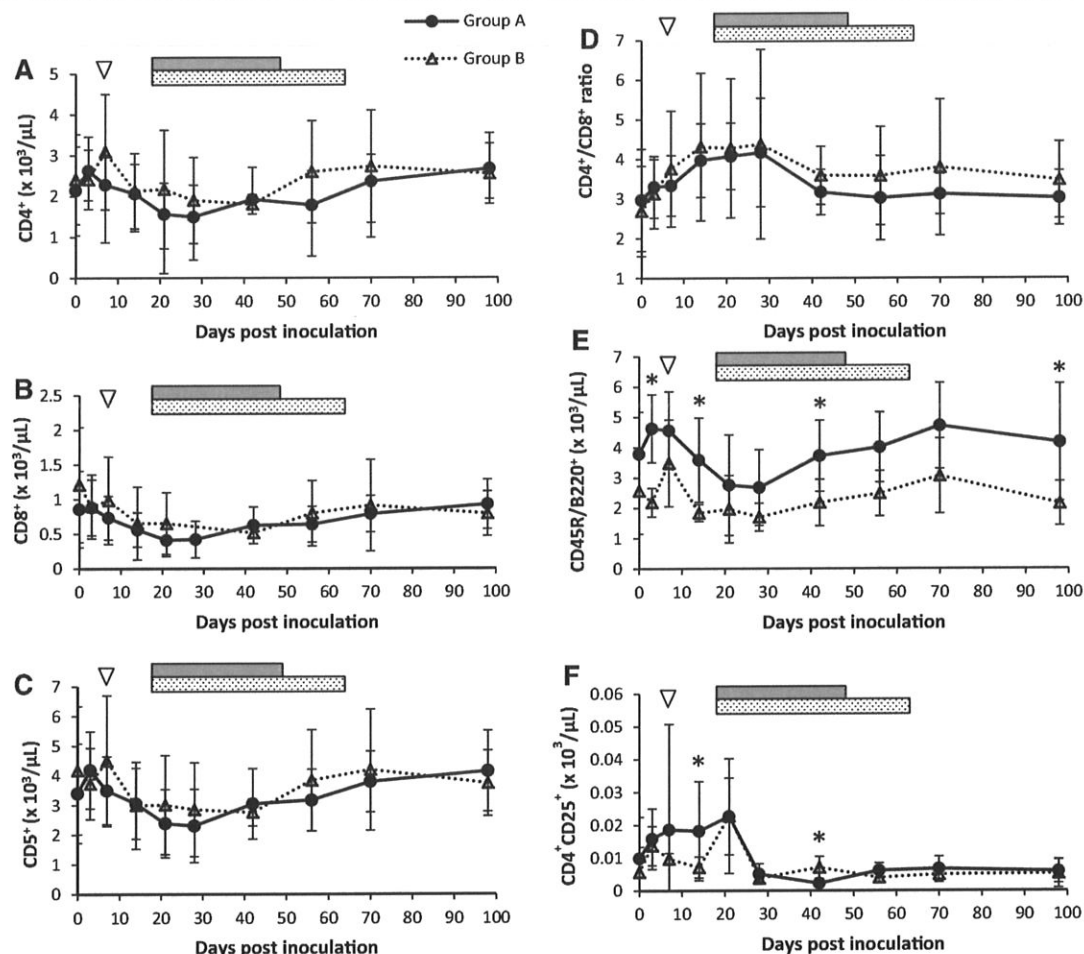 Group A
Group B
A
CD4⁺ (x 10³/µL)
5
4
3
2
1
0
0 10 20 30 40 50 60 70 80 90 100
Days post inoculation
B
CD8⁺ (x 10³/µL)
2.5
2
1.5
1
0.5
0
0 10 20 30 40 50 60 70 80 90 100
Days post inoculation
C
CD5⁺ (x 10³/µL)
7
6
5
4
3
2
1
0
0 10 20 30 40 50 60 70 80 90 100
Days post inoculation
D
CD4⁺/CD8⁺ ratio
7
6
5
4
3
2
1
0 10 20 30 40 50 60 70 80 90 100
Days post inoculation
E
CD45R/B220⁺ (x 10³/µL)
7
6
5
4
3
2
1
0
* * * *
0 10 20 30 40 50 60 70 80 90 100
Days post inoculation
F
CD4⁺CD25⁺ (x 10³/µL)
0.06
0.05
0.04
0.03
0.02
0.01
0
* *
0 10 20 30 40 50 60 70 80 90 100
Days post inoculation